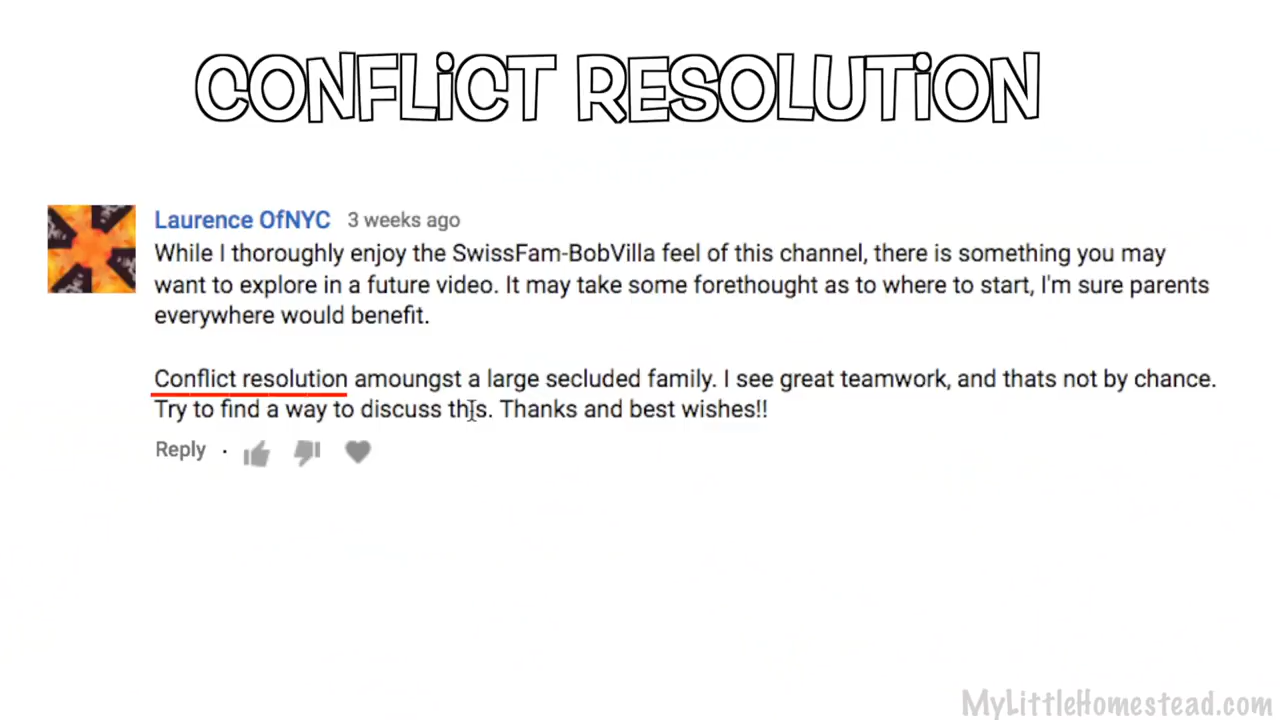 CONFLiCT RESOLUTiON
Laurence OfNYC 3 weeks ago
While I thoroughly enjoy the SwissFam-BobVilla feel of this channel, there is something you may
want to explore in a future video. It may take some forethought as to where to start, I'm sure parents
everywhere would benefit.
Conflict resolution amoungst a large secluded family. I see great teamwork, and thats not by chance.
Try to find a way to discuss this. Thanks and best wishes!!
Reply ·
MyLittleHomestead.com